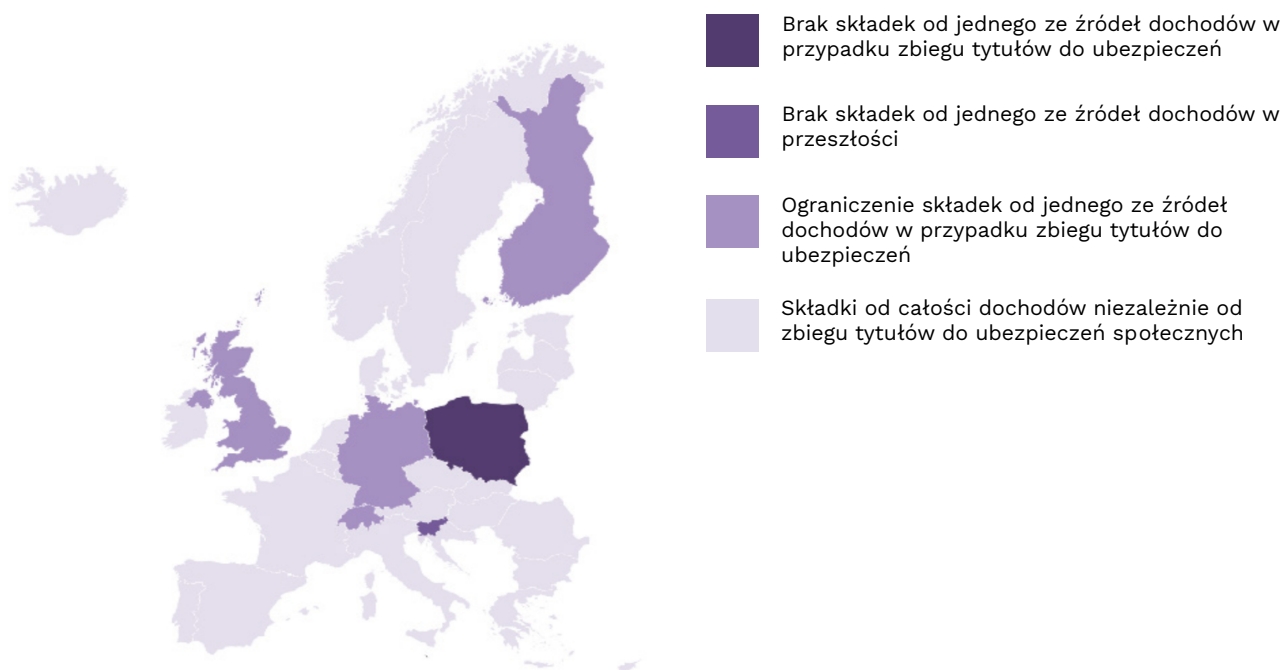 Brak składek od jednego ze źródeł dochodów w
przypadku zbiegu tytułów do ubezpieczeń
Brak składek od jednego ze źródeł dochodów w
przeszłości
Ograniczenie składek od jednego ze źródeł
dochodów w przypadku zbiegu tytułów do
ubezpieczeń
Składki od całości dochodów niezależnie od
zbiegu tytułów do ubezpieczeń społecznych